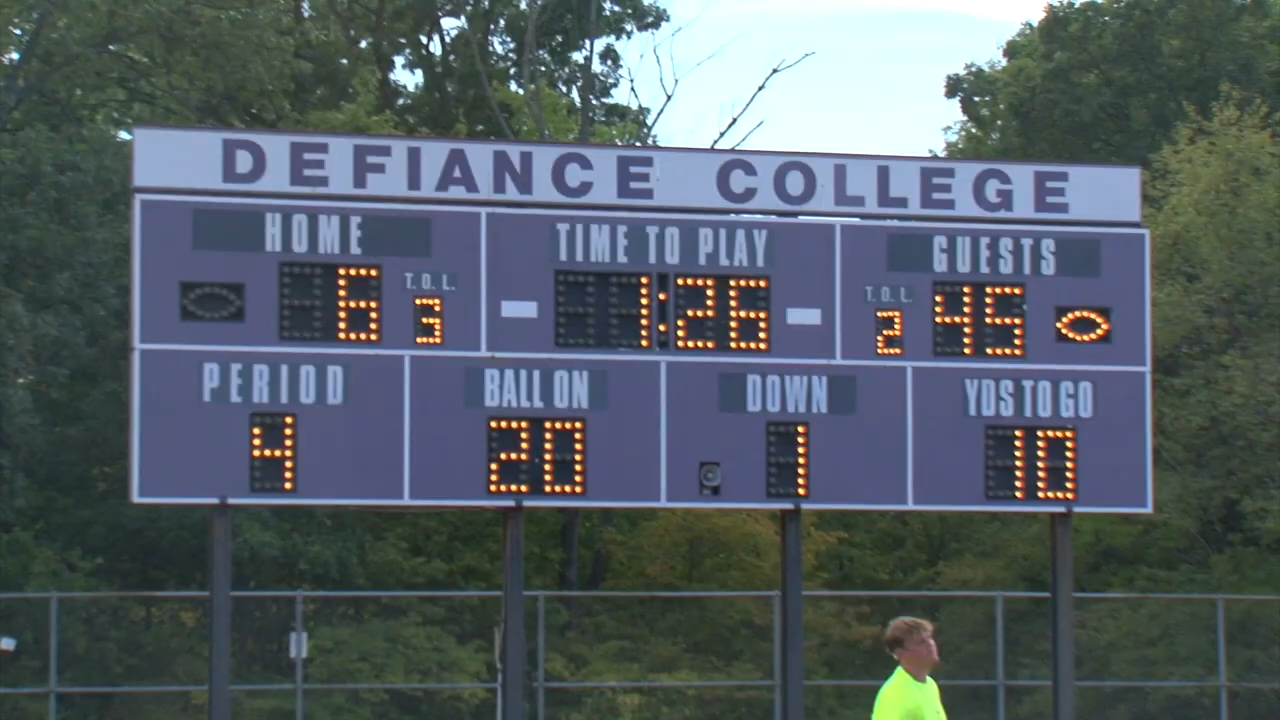 DEFIANCE COLLEGE
HOME TIME TO PLAY GUESTS
6 T.O.L. 3 1:26 T.O.L. 2 45
PERIOD BALL ON DOWN YDS TO GO
4 20 1 10